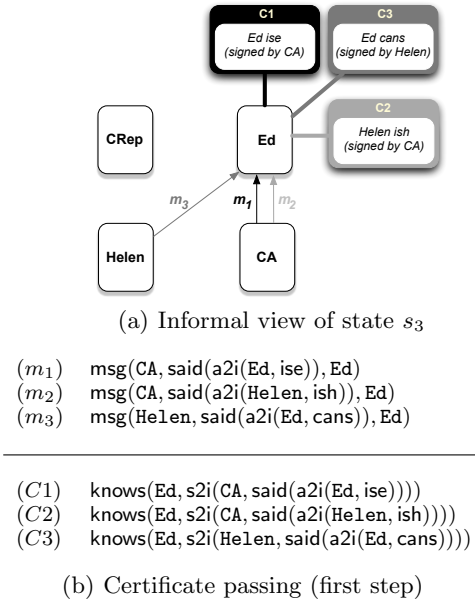 C1
Ed ise
(signed by CA)
C3
Ed cans
(signed by Helen)
C2
Helen ish
(signed by CA)
CRep
Ed
m3
m1
m2
Helen
CA
(a) Informal view of state s3
(m1) msg(CA, said(a2i(Ed, ise)), Ed)
(m2) msg(CA, said(a2i(Helen, ish)), Ed)
(m3) msg(Helen, said(a2i(Ed, cans)), Ed)
(C1) knows(Ed, s2i(CA, said(a2i(Ed, ise))))
(C2) knows(Ed, s2i(CA, said(a2i(Helen, ish))))
(C3) knows(Ed, s2i(Helen, said(a2i(Ed, cans))))
(b) Certificate passing (first step)